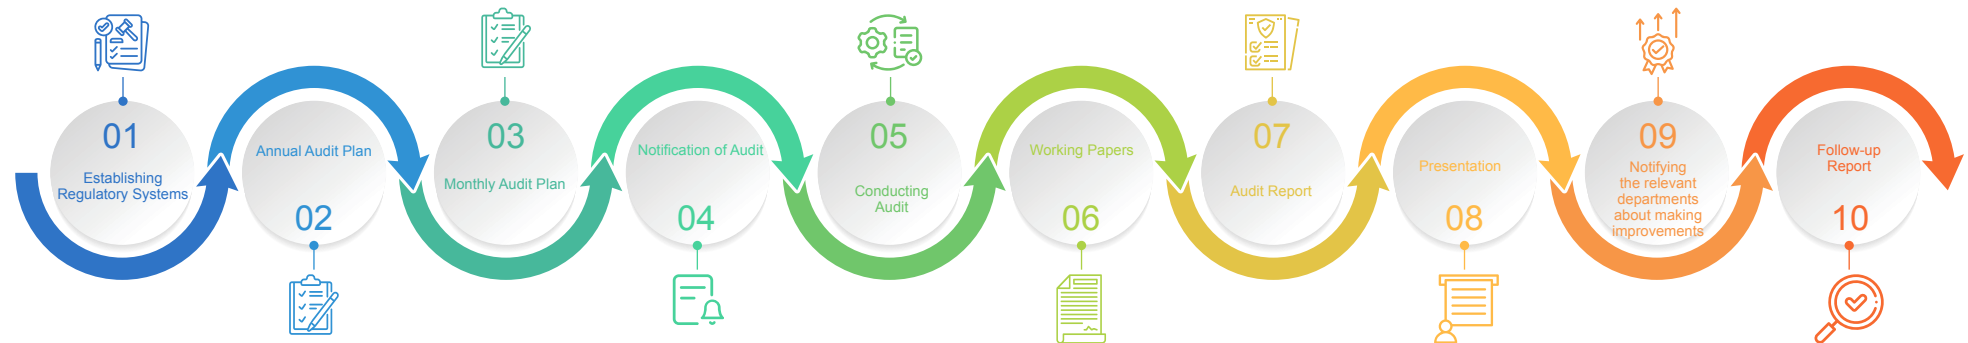 01
Establishing
Regulatory Systems
Annual Audit Plan
02
03
Monthly Audit Plan
Notification of Audit
04
05
Conducting
Audit
Working Papers
06
07
Audit Report
Presentation
08
09
Notifying
the relevant
departments
about making
improvements
Follow-up
Report
10